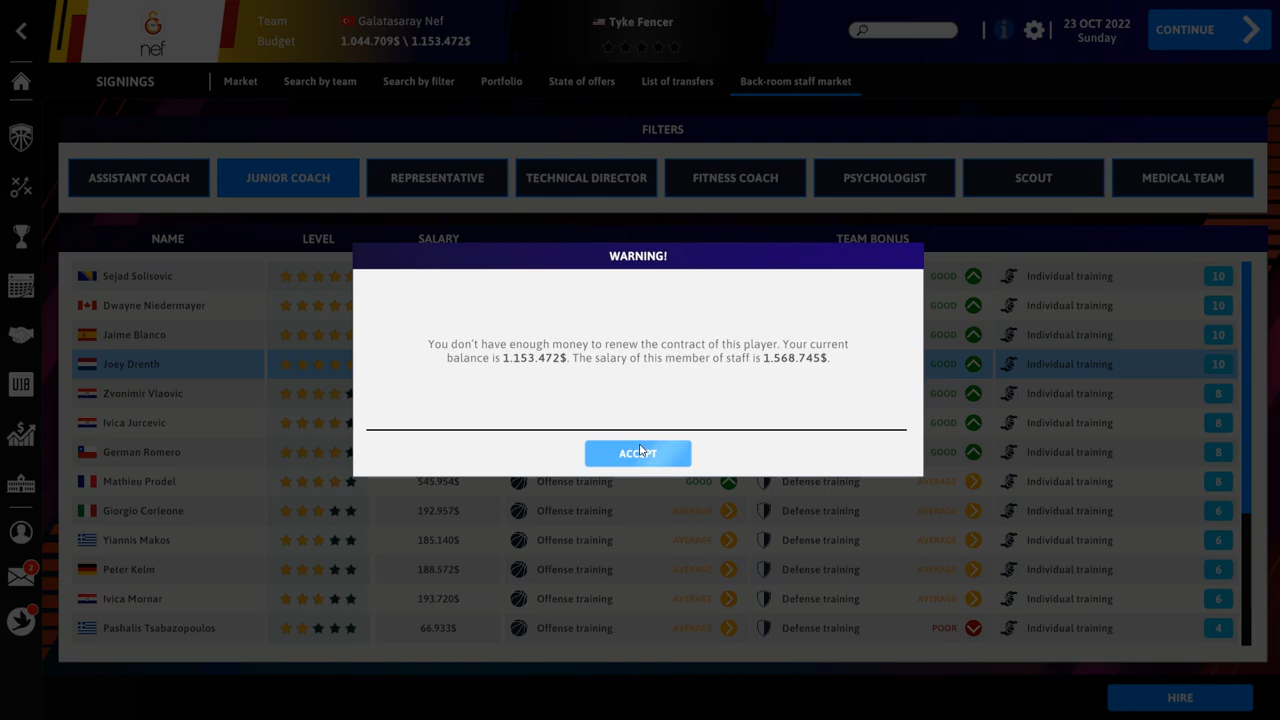 nef
Team
Galatasaray Nef
Budget
1.044.709$ \ 1.153.472$
Tyke Fencer
23 OCT 2022
Sunday
CONTINUE
SIGNINGS
Market
Search by team
Search by filter
Portfolio
State of offers
List of transfers
Back-room staff market
FILTERS
ASSISTANT COACH
JUNIOR COACH
REPRESENTATIVE
TECHNICAL DIRECTOR
FITNESS COACH
PSYCHOLOGIST
SCOUT
MEDICAL TEAM
NAME
LEVEL
SALARY
TEAM BONUS
WARNING!
You don't have enough money to renew the contract of this player. Your current
balance is 1.153.472$. The salary of this member of staff is 1.568.745$.
ACCEPT
Sejad Solisovic GOOD Individual training 10
Dwayne Niedermayer GOOD Individual training 10
Jaime Blanco GOOD Individual training 10
Joey Drenth GOOD Individual training 10
Zvonimir Vlaovic GOOD Individual training 8
Ivica Jurcevic GOOD Individual training 8
German Romero GOOD Individual training 8
Mathieu Prodel 545.954$ Offense training GOOD Defense training AVERAGE Individual training 8
Giorgio Corleone 192.957$ Offense training AVERAGE Defense training AVERAGE Individual training 6
Yiannis Makos 185.140$ Offense training AVERAGE Defense training AVERAGE Individual training 6
Peter Kelm 188.572$ Offense training AVERAGE Defense training AVERAGE Individual training 6
Ivica Mornar 193.720$ Offense training AVERAGE Defense training AVERAGE Individual training 6
Pashalis Tsabazopoulos 66.933$ Offense training AVERAGE Defense training POOR Individual training 4
U18
2
HIRE